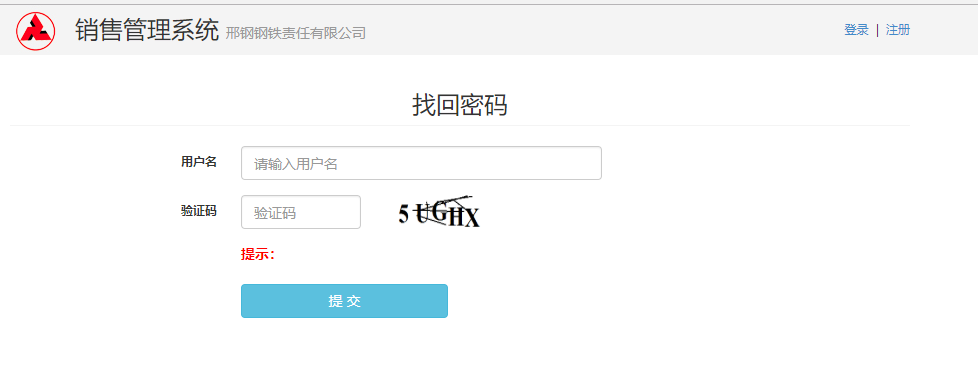 销售管理系统 邢钢钢铁责任有限公司
登录 | 注册
找回密码
用户名 请输入用户名
验证码 验证码 5UGHX
提示：
提 交